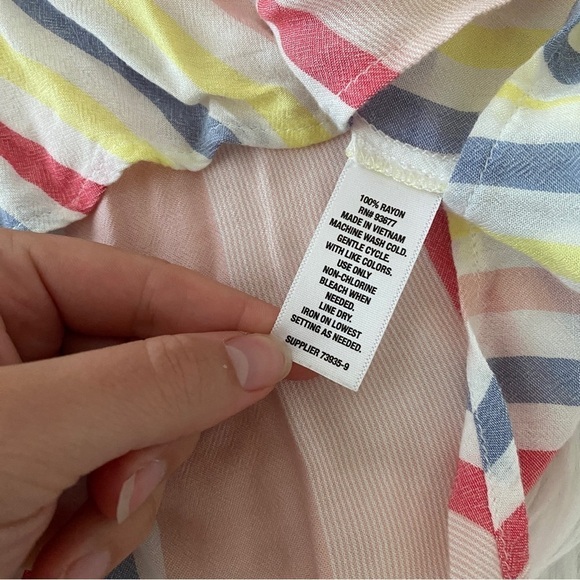 100% RAYON
RN# 93677
MADE IN VIETNAM
MACHINE WASH COLD.
GENTLE CYCLE.
WITH LIKE COLORS.
USE ONLY
NON-CHLORINE
BLEACH WHEN
NEEDED.
LINE DRY.
IRON ON LOWEST
SETTING AS NEEDED.
SUPPLIER 73935-9